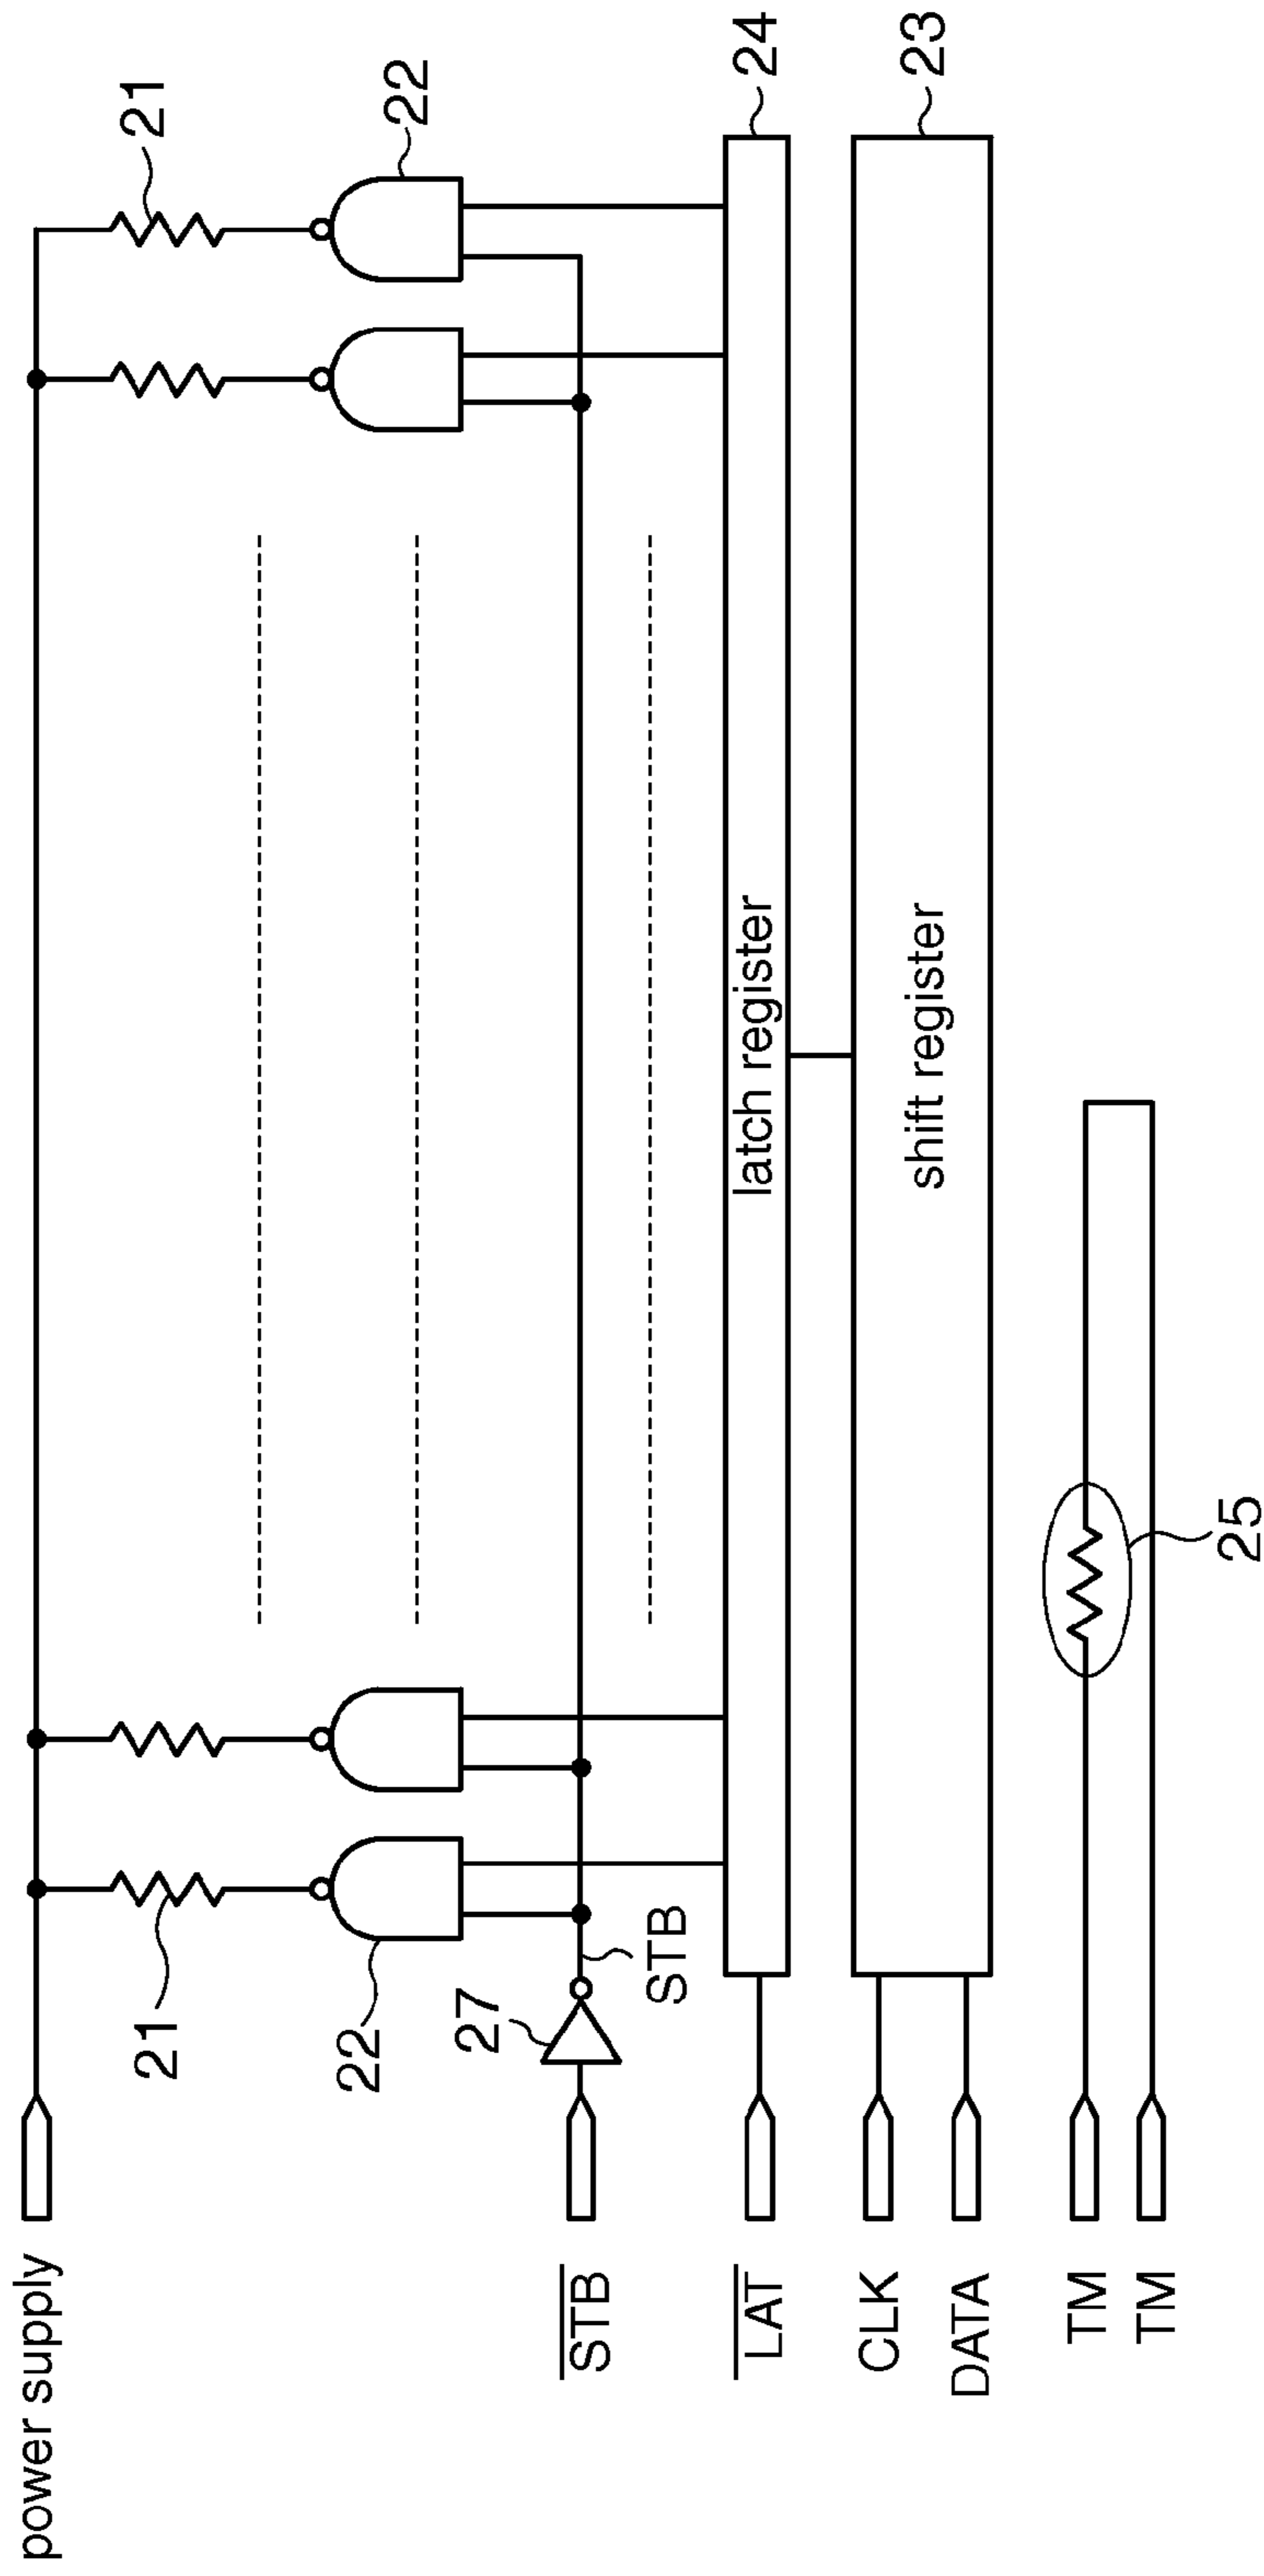 power supply
21
22
21
22
27
STB
STB
24
23
latch register
shift register
LAT
CLK
DATA
TM
TM
25